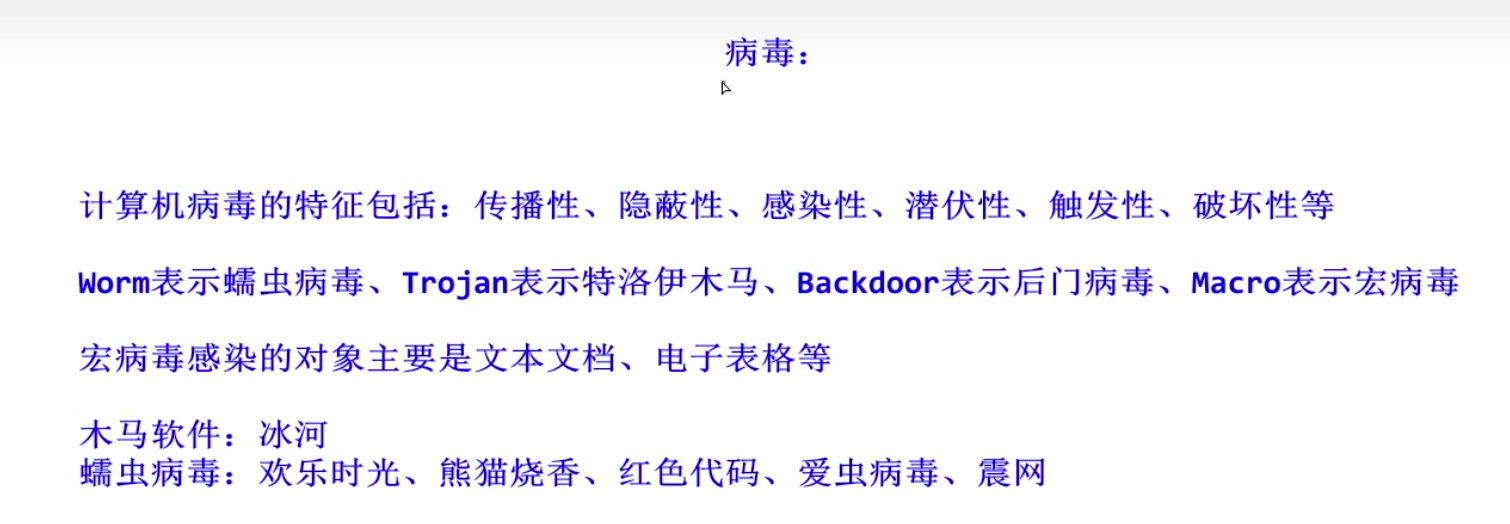 病毒：
计算机病毒的特征包括：传播性、隐蔽性、感染性、潜伏性、触发性、破坏性等
Worm表示蠕虫病毒、Trojan表示特洛伊木马、Backdoor表示后门病毒、Macro表示宏病毒
宏病毒感染的对象主要是文本文档、电子表格等
木马软件：冰河
蠕虫病毒：欢乐时光、熊猫烧香、红色代码、爱虫病毒、震网